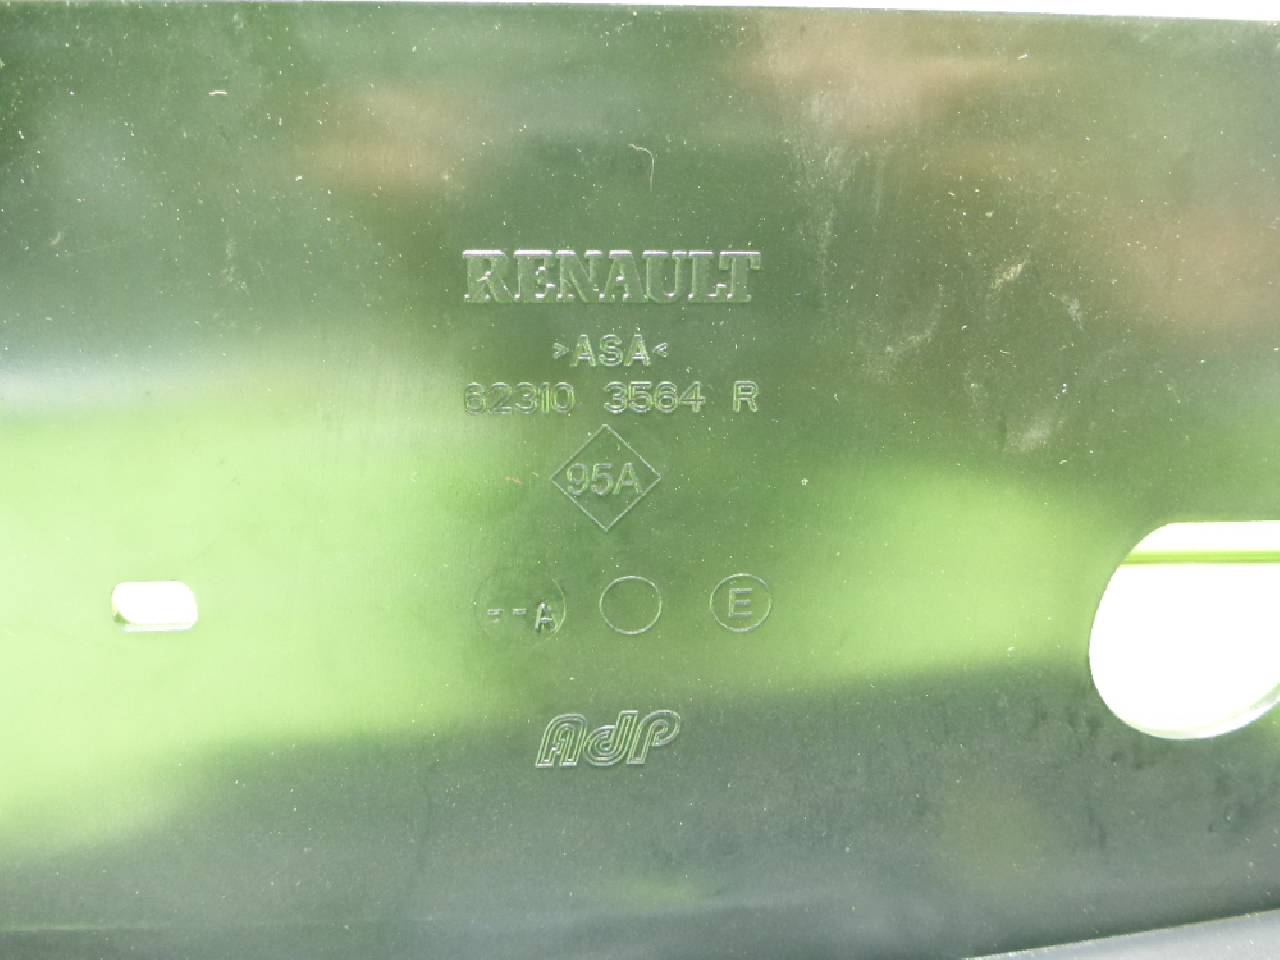 RENAULT
>ASA<
62310 3564 R
95A
--A E
AdP